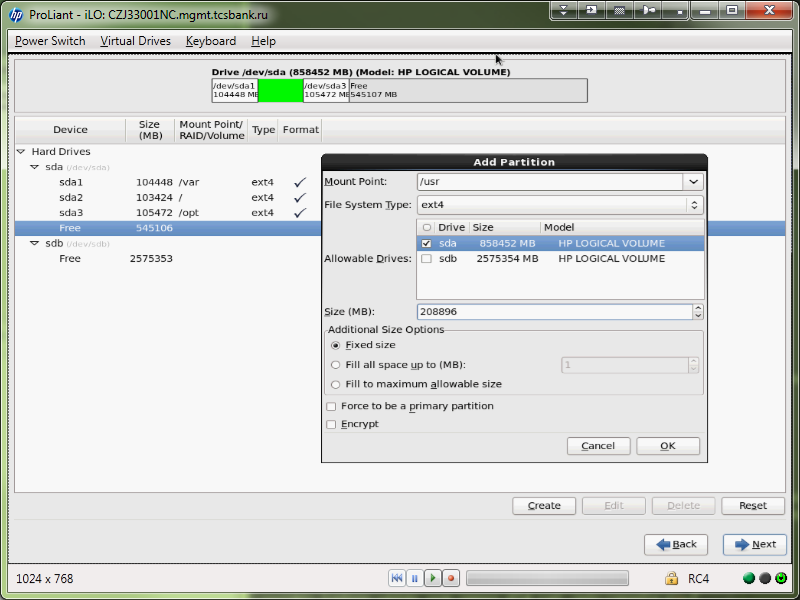 ProLiant - iLO: CZJ33001NC.mgmt.tcsbank.ru
Power Switch Virtual Drives Keyboard Help
Drive /dev/sda (858452 MB) (Model: HP LOGICAL VOLUME)
/dev/sda1 /dev/sda3 Free
104448 ME 105472 ME 545107 MB
Device Size (MB) Mount Point/ RAID/Volume Type Format
Hard Drives
sda (/dev/sda)
sda1 104448 /var ext4
sda2 103424 / ext4
sda3 105472 /opt ext4
Free 545106
sdb (/dev/sdb)
Free 2575353
Add Partition
Mount Point: /usr
File System Type: ext4
Drive Size Model
sda 858452 MB HP LOGICAL VOLUME
Allowable Drives: sdb 2575354 MB HP LOGICAL VOLUME
Size (MB): 208896
Additional Size Options
Fixed size
Fill all space up to (MB): 1
Fill to maximum allowable size
Force to be a primary partition
Encrypt
Cancel OK
Create Edit Delete Reset
Back Next
1024 x 768 RC4